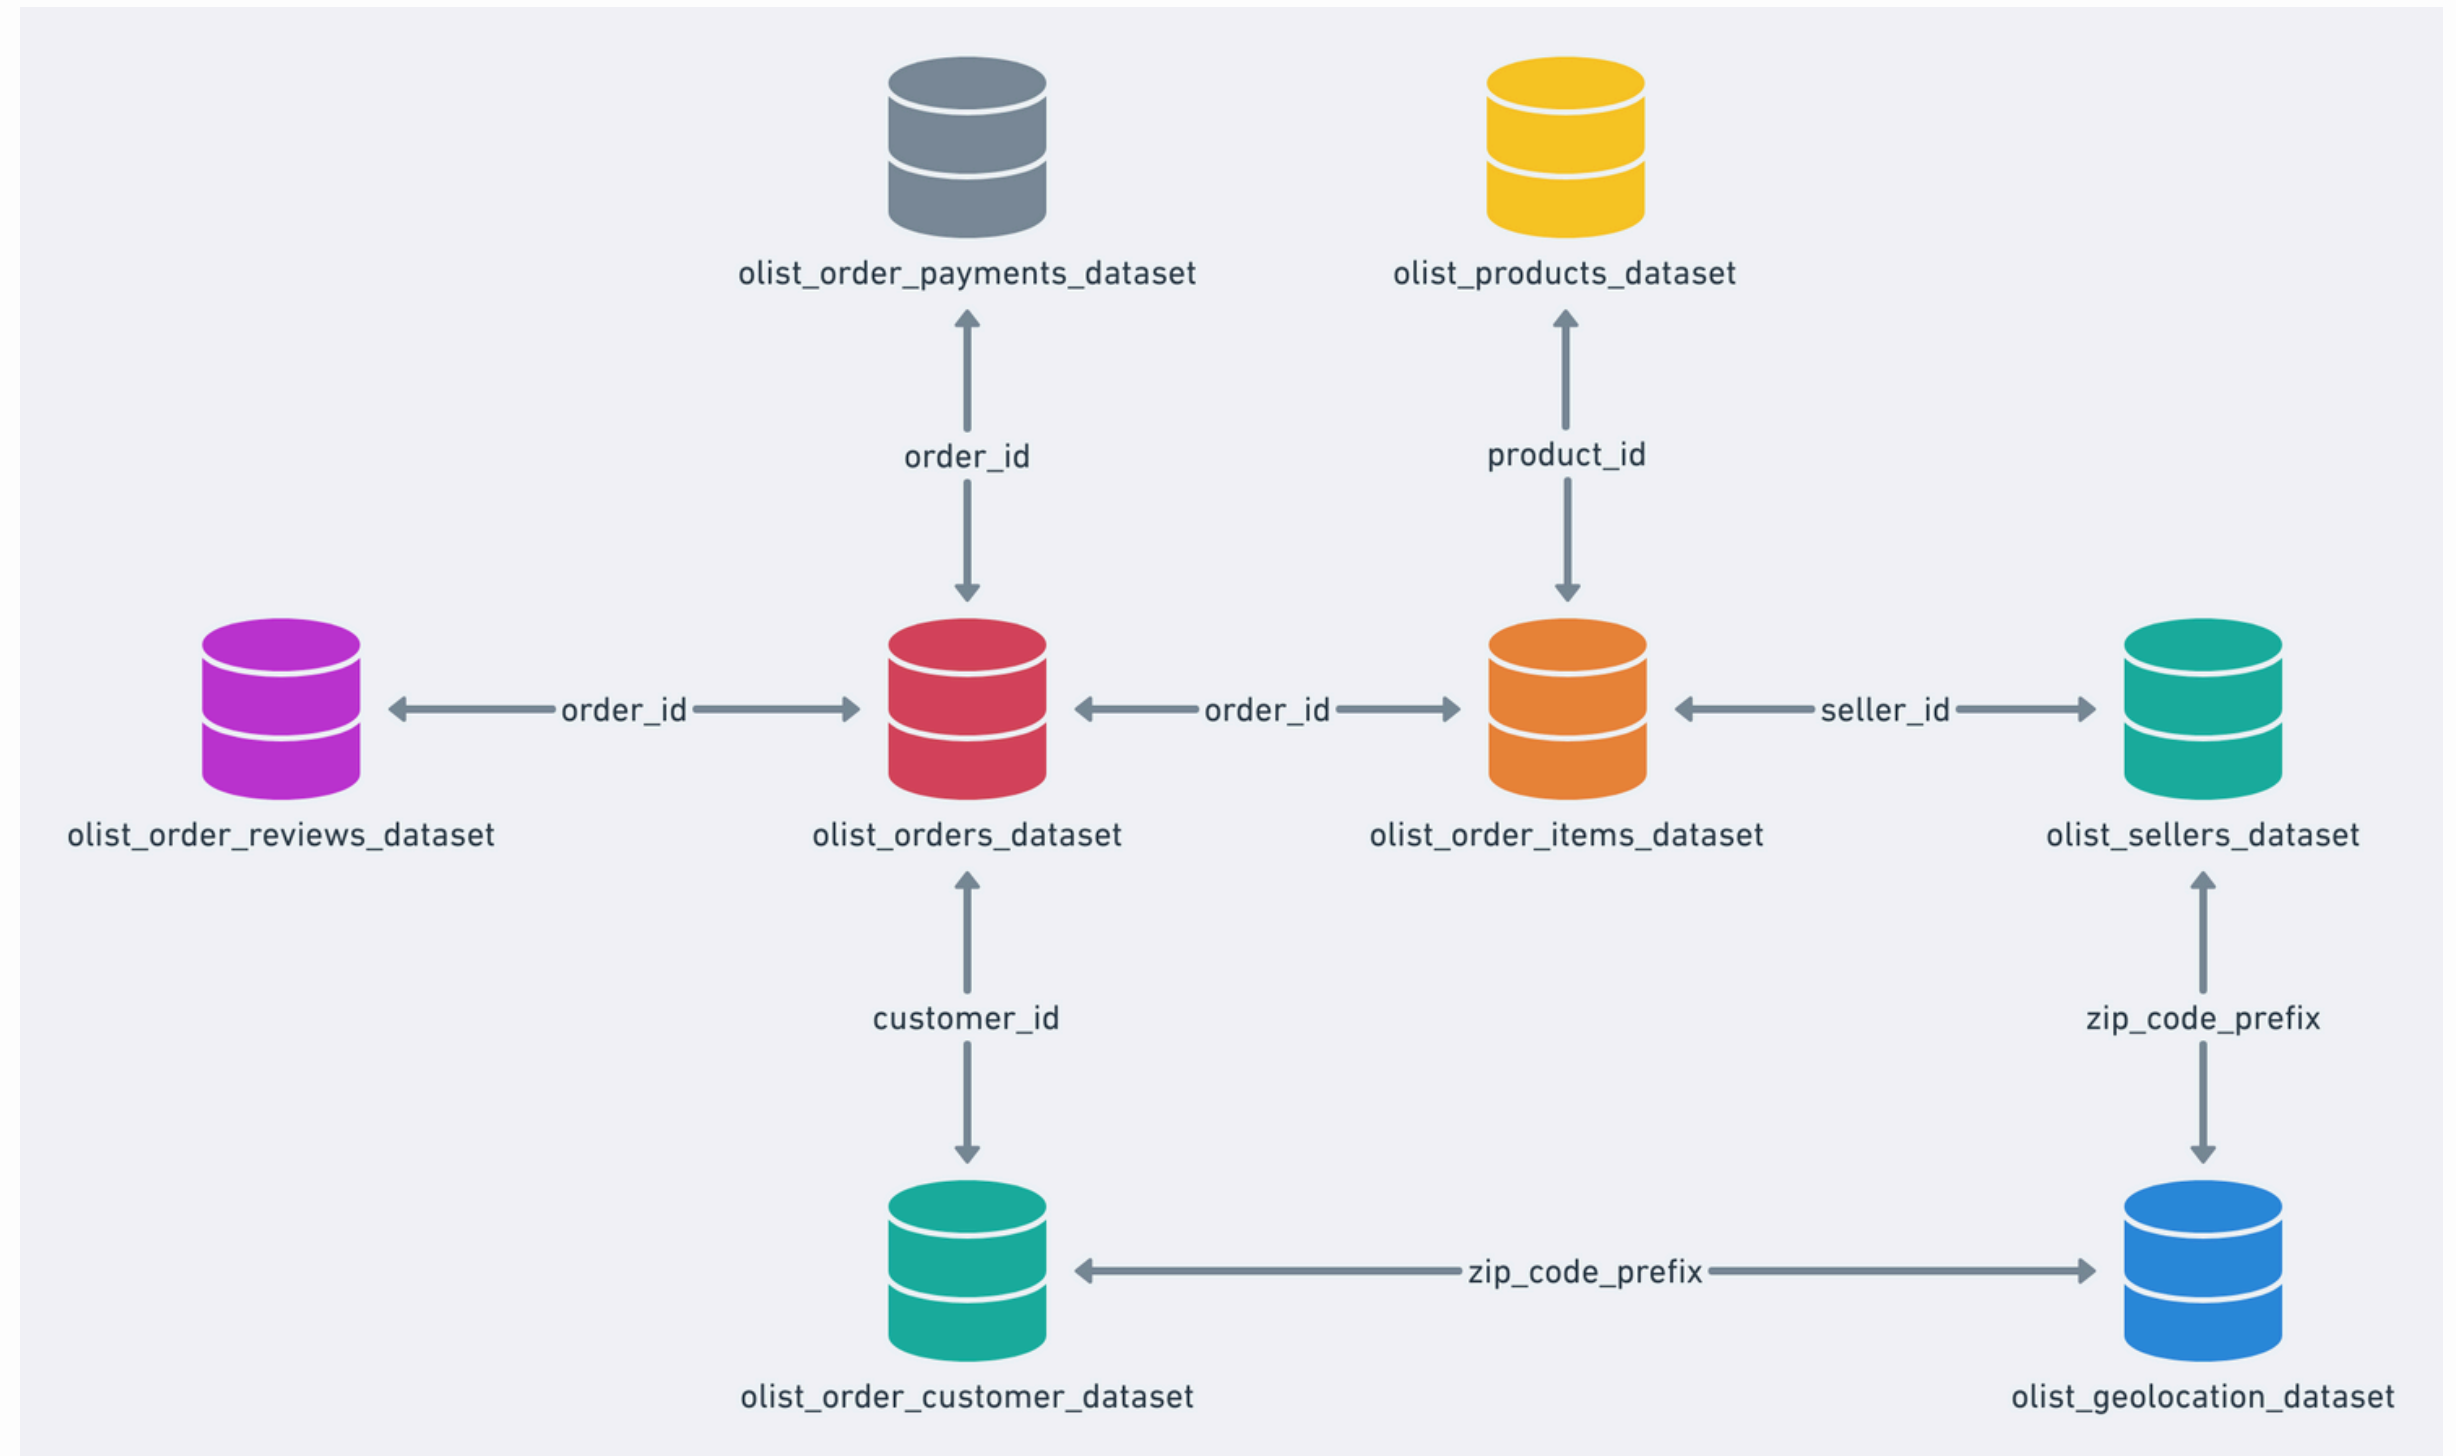 olist_order_payments_dataset
olist_products_dataset
order_id
product_id
order_id
order_id
seller_id
olist_order_reviews_dataset
olist_orders_dataset
olist_order_items_dataset
olist_sellers_dataset
customer_id
zip_code_prefix
zip_code_prefix
olist_order_customer_dataset
olist_geolocation_dataset